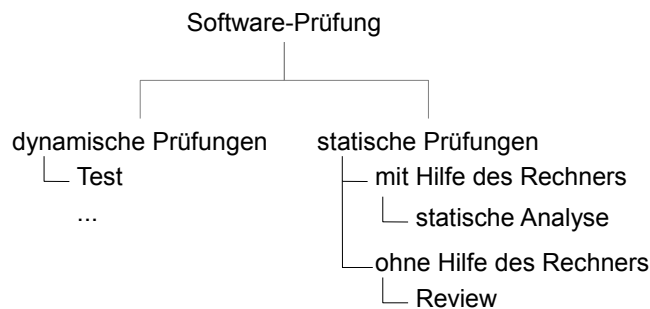 Software-Prüfung
dynamische Prüfungen
Test
...
statische Prüfungen
mit Hilfe des Rechners
statische Analyse
ohne Hilfe des Rechners
Review